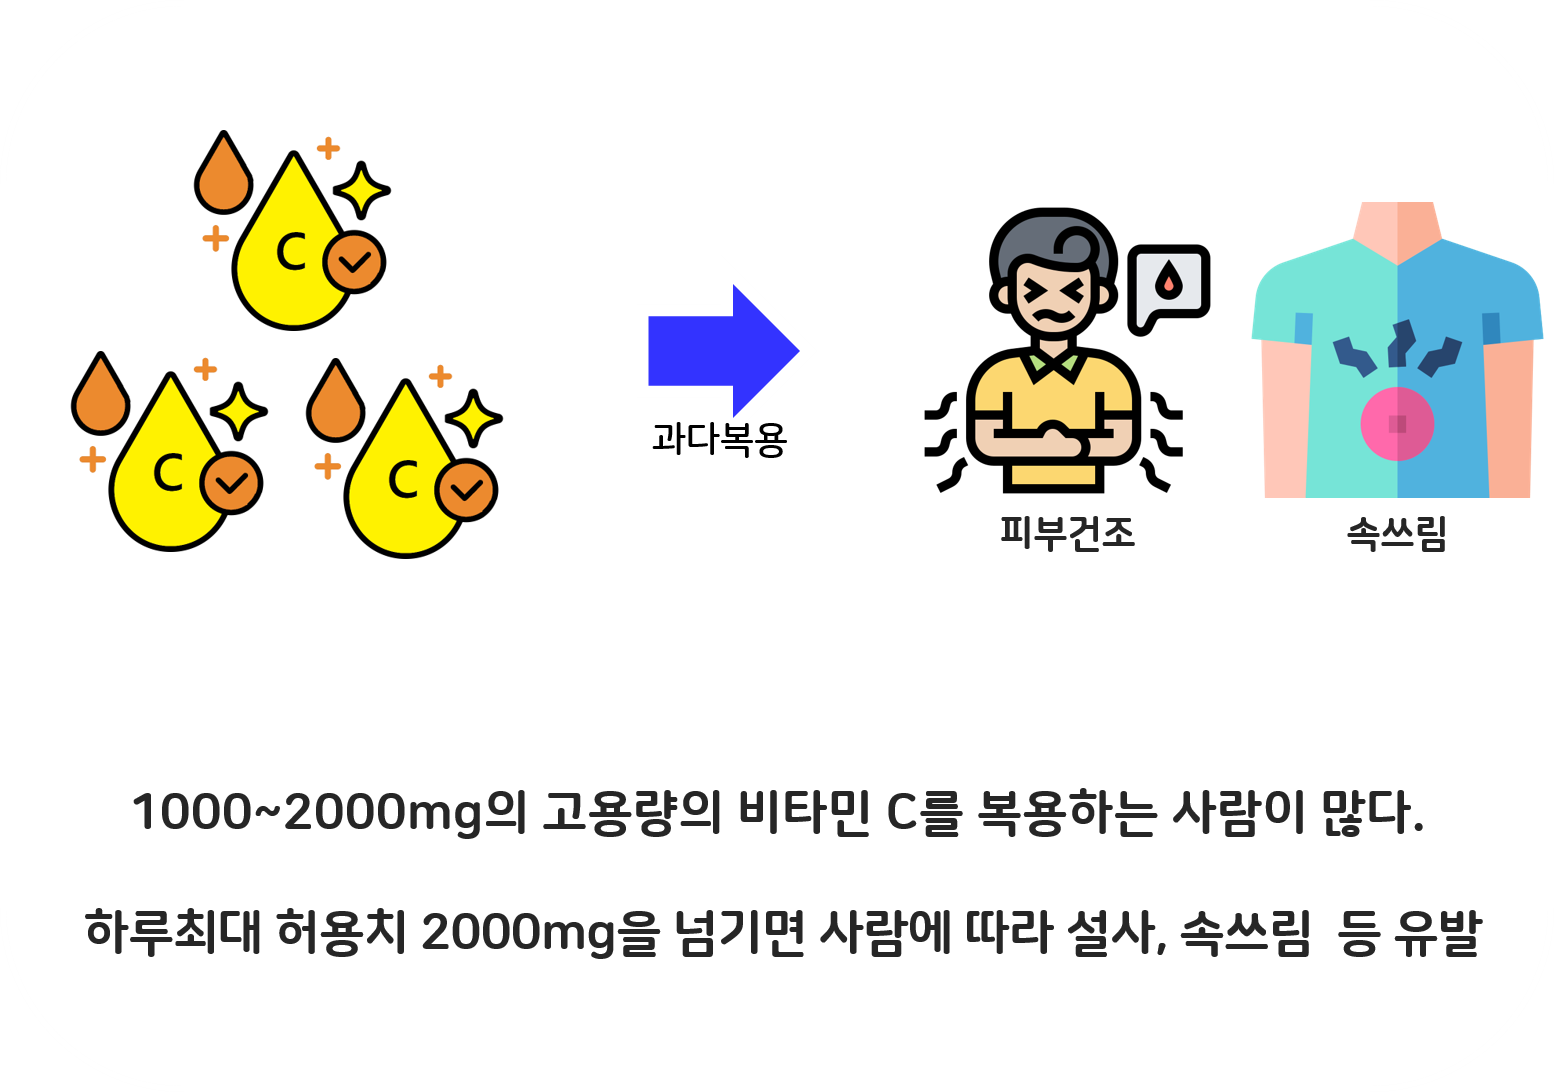 C
C
C
과다복용
피부건조
속쓰림
1000~2000mg의 고용량의 비타민 C를 복용하는 사람이 많다.
하루최대 허용치 2000mg을 넘기면 사람에 따라 설사, 속쓰림 등 유발